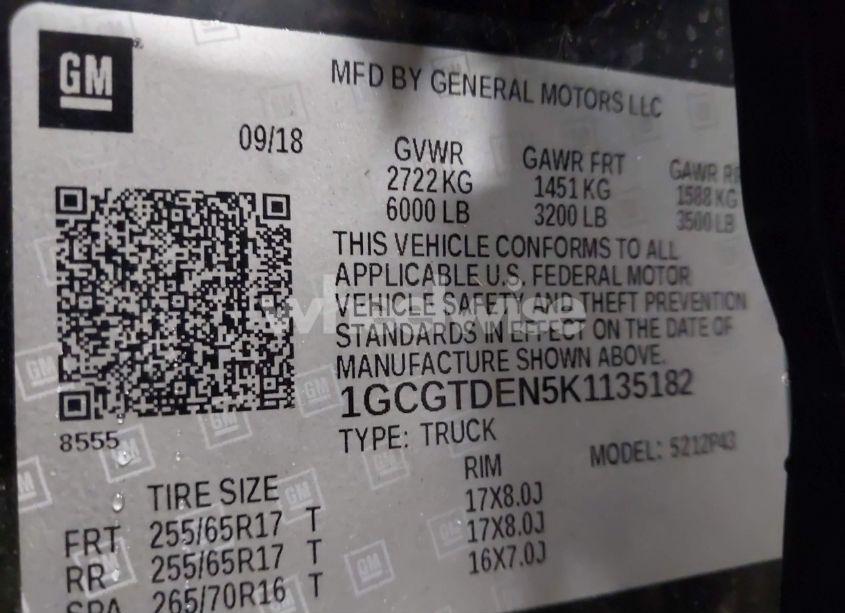 GM
MFD BY GENERAL MOTORS LLC
09/18
GVWR GAWR FRT GAWR RR
2722 KG 1451 KG 1588 KG
6000 LB 3200 LB 3500 LB
THIS VEHICLE CONFORMS TO ALL
APPLICABLE U.S. FEDERAL MOTOR
VEHICLE SAFETY AND THEFT PREVENTION
STANDARDS IN EFFECT ON THE DATE OF
MANUFACTURE SHOWN ABOVE.
1GCGTDEN5K1135182
8555
TYPE: TRUCK MODEL: 5212P43
TIRE SIZE RIM
FRT 255/65R17 T 17X8.0J
RR 255/65R17 T 17X8.0J
SPA 265/70R16 T 16X7.0J